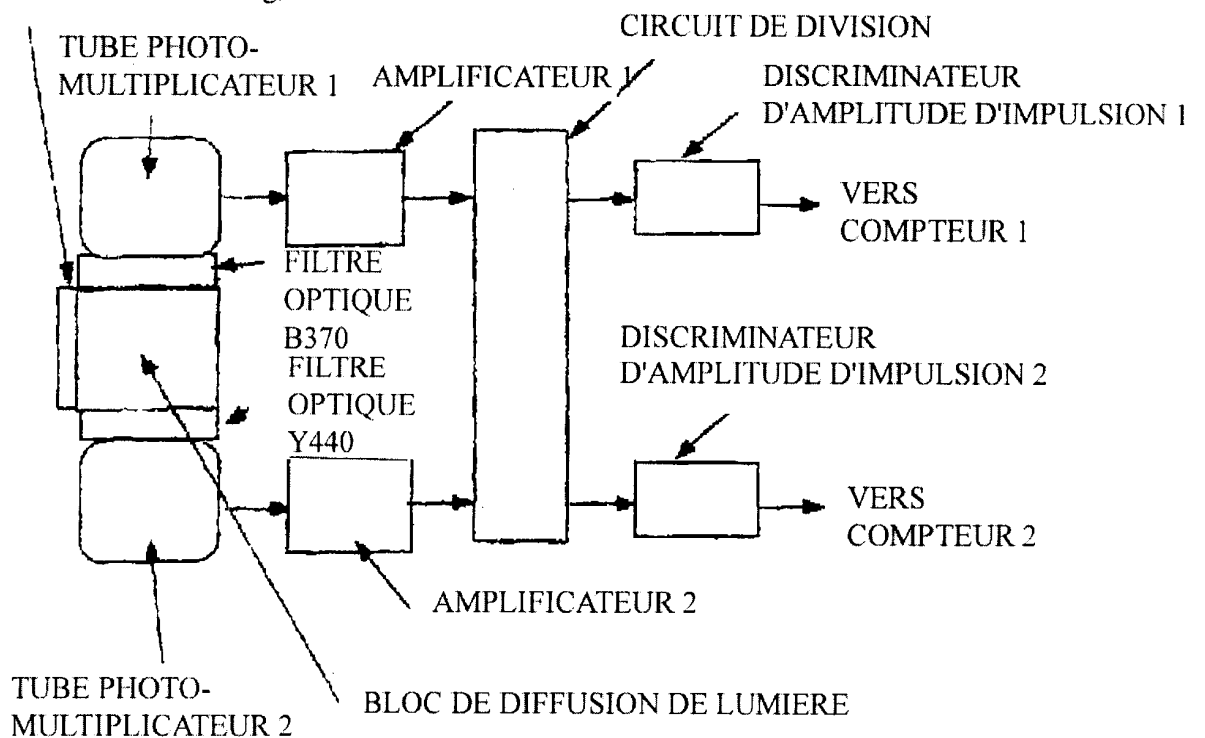 CIRCUIT DE DIVISION
TUBE PHOTO-
MULTIPLICATEUR 1
AMPLIFICATEUR 1
DISCRIMINATEUR
D'AMPLITUDE D'IMPULSION 1
VERS
COMPTEUR 1
FILTRE
OPTIQUE
B370
FILTRE
OPTIQUE
Y440
DISCRIMINATEUR
D'AMPLITUDE D'IMPULSION 2
VERS
COMPTEUR 2
AMPLIFICATEUR 2
TUBE PHOTO-
MULTIPLICATEUR 2
BLOC DE DIFFUSION DE LUMIERE